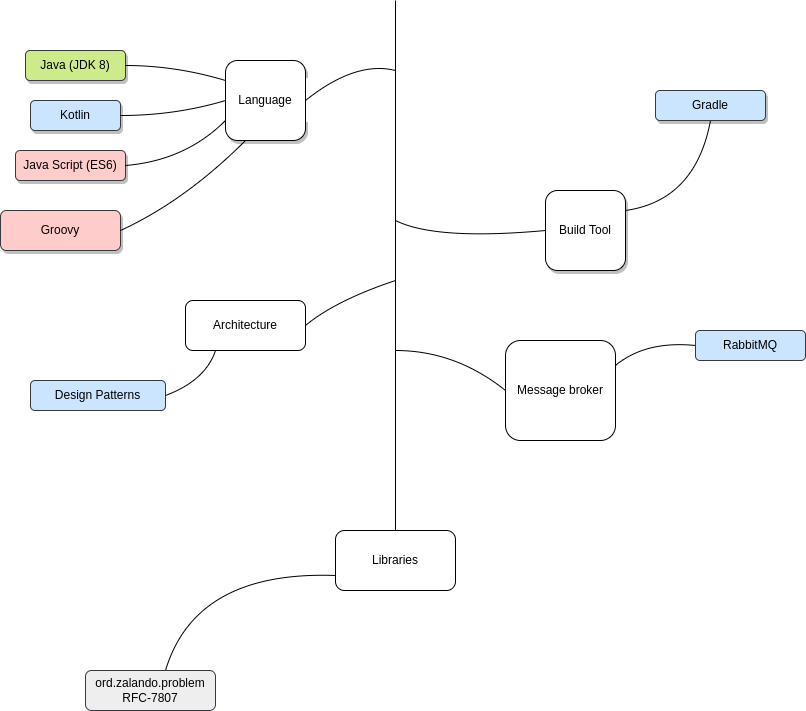 Java (JDK 8)
Kotlin
Java Script (ES6)
Groovy
Language
Gradle
Build Tool
Architecture
Design Patterns
RabbitMQ
Message broker
Libraries
ord.zalando.problem
RFC-7807